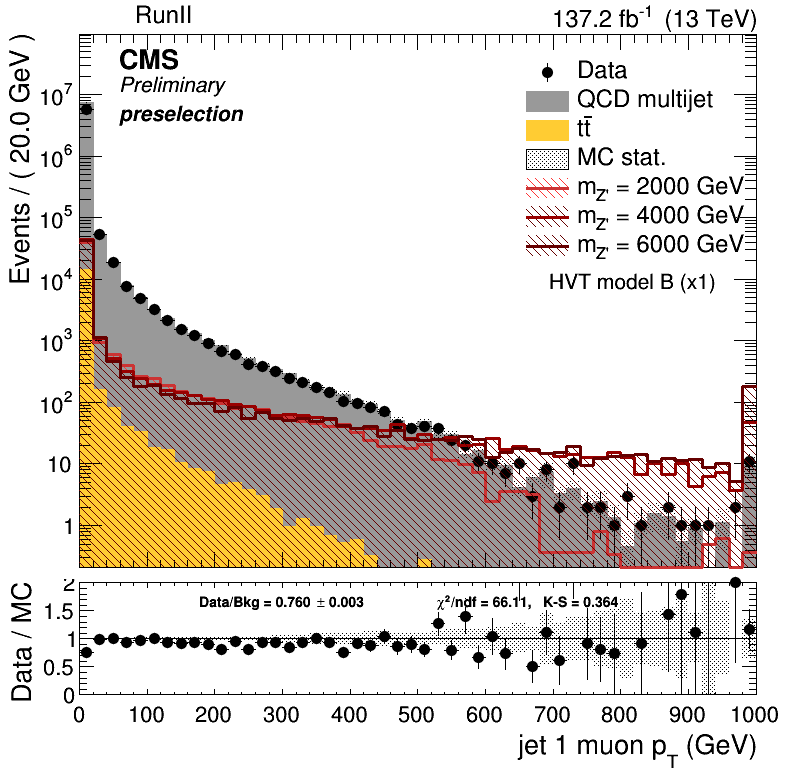 RunII 137.2 fb⁻¹ (13 TeV)
CMS
Preliminary
preselection
Data
QCD multijet
tt̄
MC stat.
m_Z' = 2000 GeV
m_Z' = 4000 GeV
m_Z' = 6000 GeV
HVT model B (x1)
Events / ( 20.0 GeV )
10⁷
10⁶
10⁵
10⁴
10³
10²
10
1
Data/Bkg = 0.760 ± 0.003 χ²/ndf = 66.11, K-S = 0.364
Data / MC
2
1.5
1
0.5
0
0 100 200 300 400 500 600 700 800 900 1000
jet 1 muon p_T (GeV)